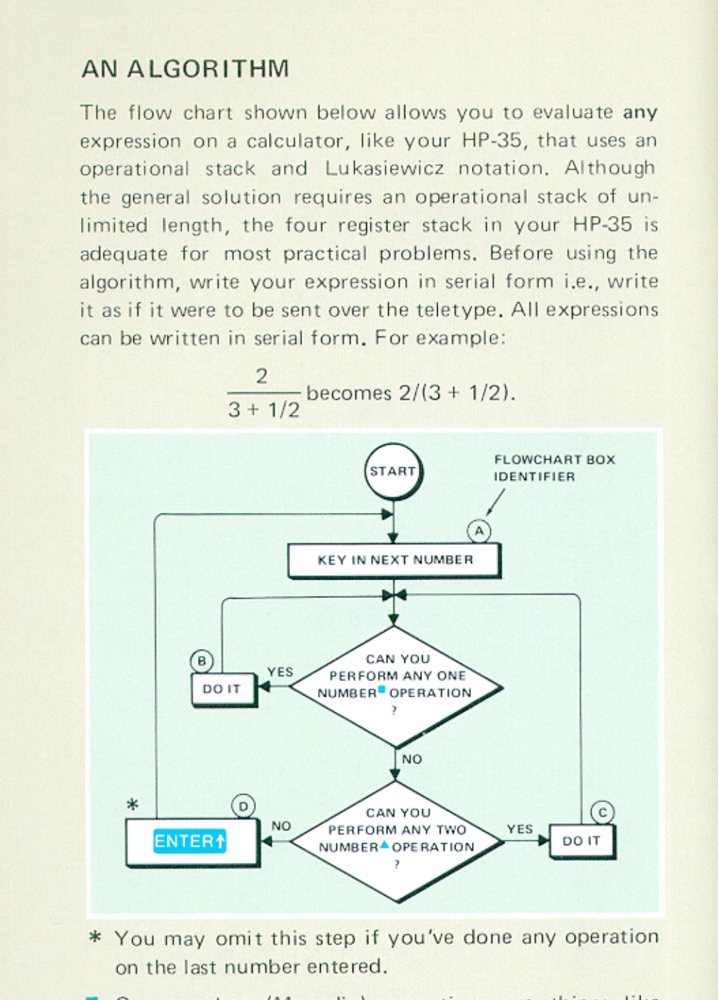 AN ALGORITHM
The flow chart shown below allows you to evaluate any
expression on a calculator, like your HP-35, that uses an
operational stack and Lukasiewicz notation. Although
the general solution requires an operational stack of un-
limited length, the four register stack in your HP-35 is
adequate for most practical problems. Before using the
algorithm, write your expression in serial form i.e., write
it as if it were to be sent over the teletype. All expressions
can be written in serial form. For example:
2
3 + 1/2
becomes 2/(3 + 1/2).
START
FLOWCHART BOX
IDENTIFIER
A
KEY IN NEXT NUMBER
B
DO IT
YES
CAN YOU
PERFORM ANY ONE
NUMBER■ OPERATION
?
NO
*
D
ENTER↑
NO
CAN YOU
PERFORM ANY TWO
NUMBER▲ OPERATION
?
YES
C
DO IT
* You may omit this step if you've done any operation
on the last number entered.